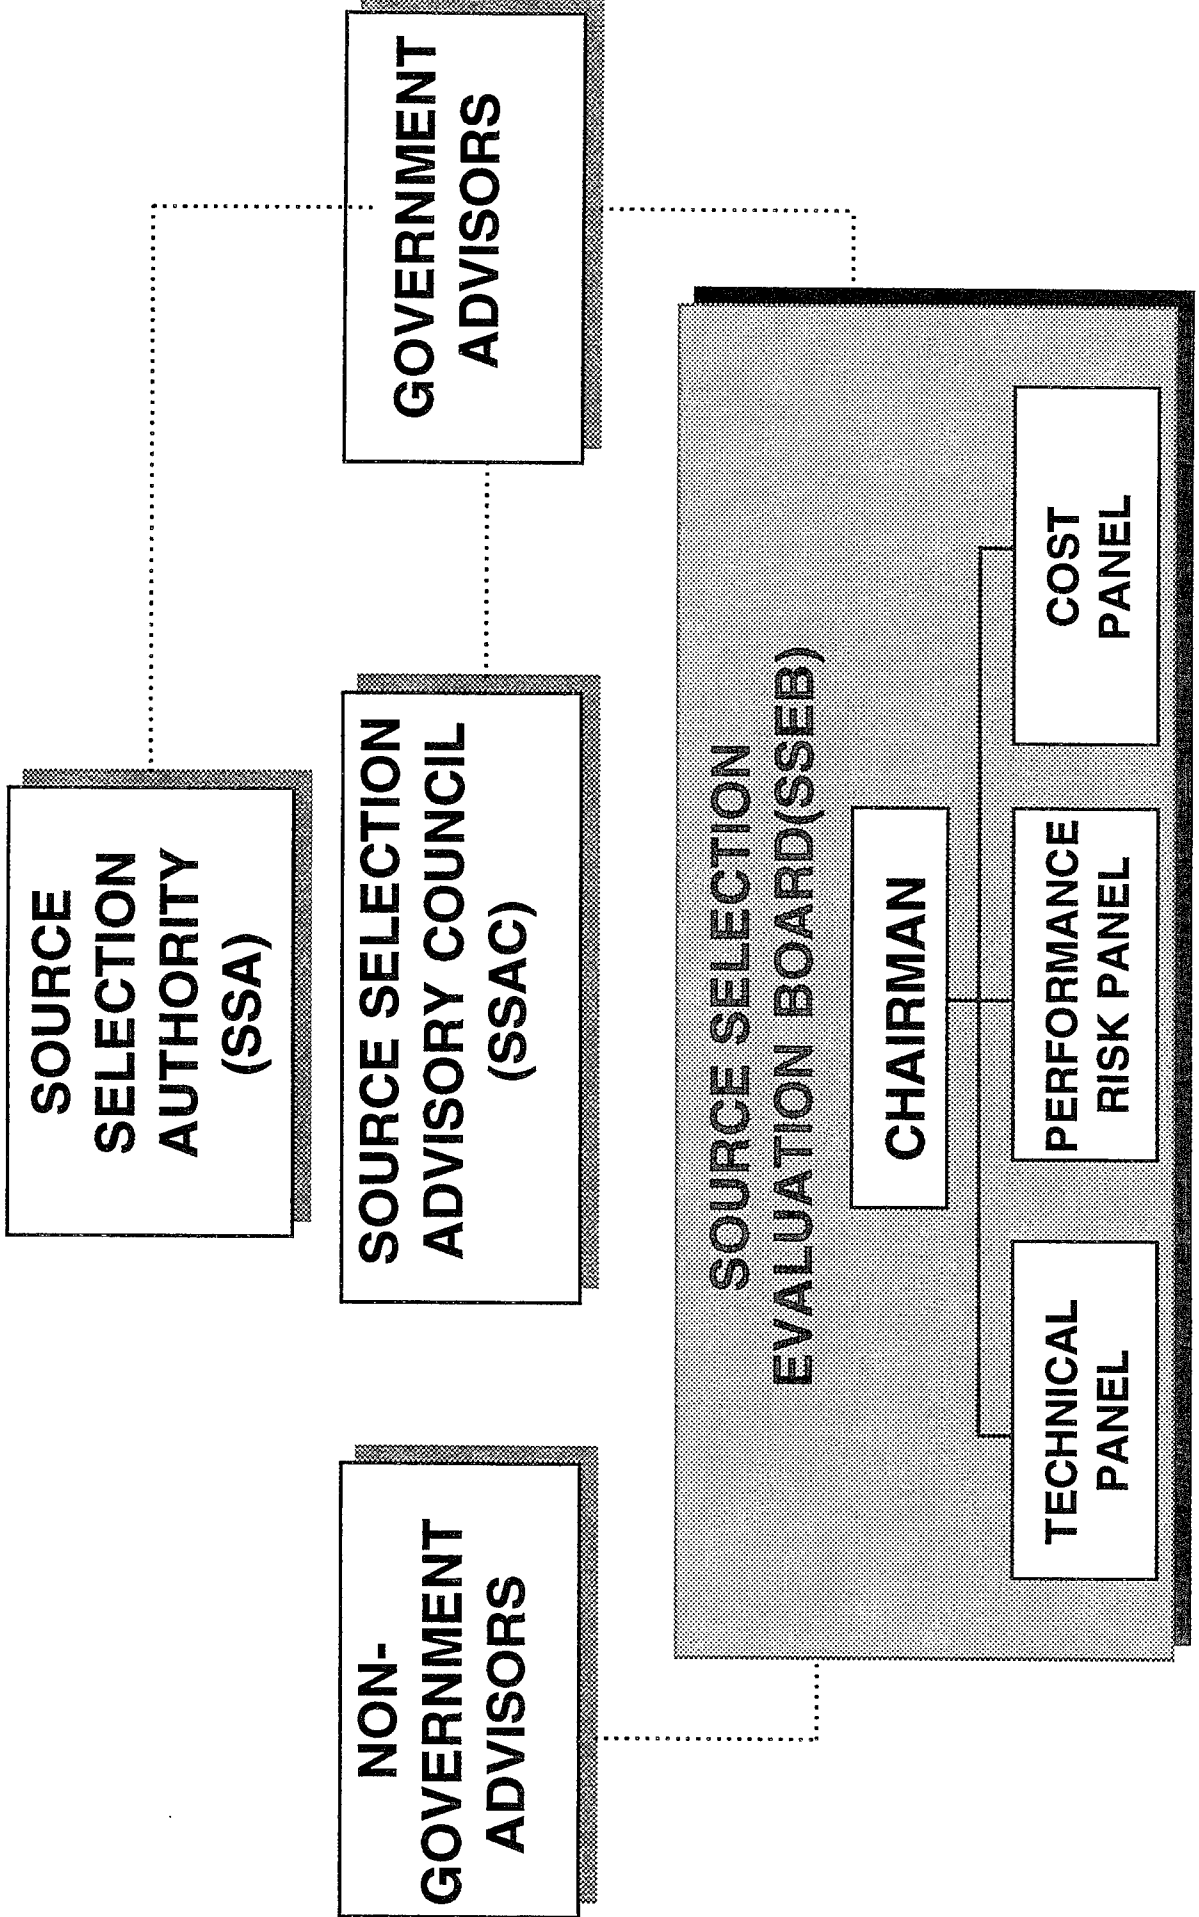 SOURCE
SELECTION
AUTHORITY
(SSA)
NON-
GOVERNMENT
ADVISORS
SOURCE SELECTION
ADVISORY COUNCIL
(SSAC)
GOVERNMENT
ADVISORS
SOURCE SELECTION
EVALUATION BOARD(SSEB)
CHAIRMAN
TECHNICAL
PANEL
PERFORMANCE
RISK PANEL
COST
PANEL